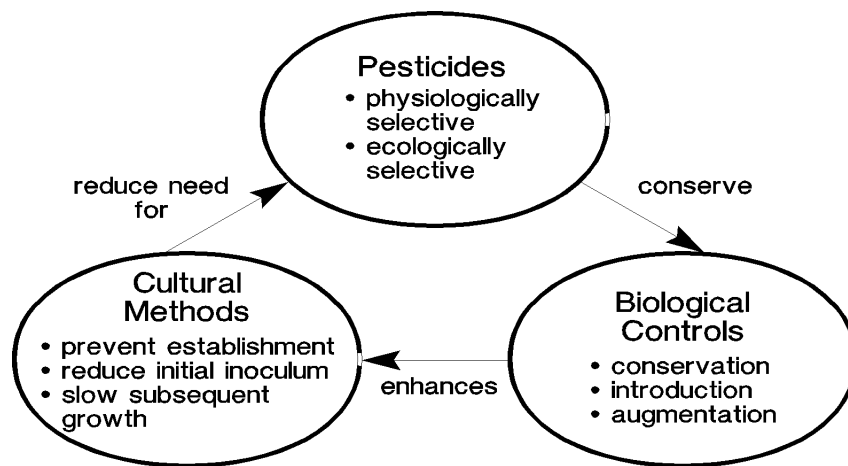 Pesticides
• physiologically
selective
• ecologically
selective
reduce need
for
conserve
Cultural
Methods
• prevent establishment
• reduce initial inoculum
• slow subsequent
growth
enhances
Biological
Controls
• conservation
• introduction
• augmentation